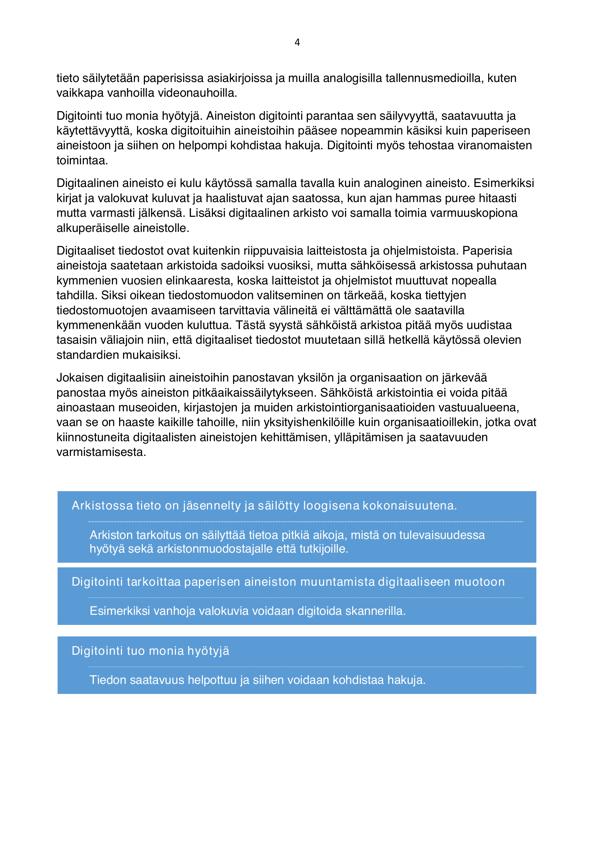 4
tieto säilytetään paperisissa asiakirjoissa ja muilla analogisilla tallennusmedioilla, kuten
vaikkapa vanhoilla videonauhoilla.
Digitointi tuo monia hyötyjä. Aineiston digitointi parantaa sen säilyvyyttä, saatavuutta ja
käytettävyyttä, koska digitoituihin aineistoihin pääsee nopeammin käsiksi kuin paperiseen
aineistoon ja siihen on helpompi kohdistaa hakuja. Digitointi myös tehostaa viranomaisten
toimintaa.
Digitaalinen aineisto ei kulu käytössä samalla tavalla kuin analoginen aineisto. Esimerkiksi
kirjat ja valokuvat kuluvat ja haalistuvat ajan saatossa, kun ajan hammas puree hitaasti
mutta varmasti jälkensä. Lisäksi digitaalinen arkisto voi samalla toimia varmuuskopiona
alkuperäiselle aineistolle.
Digitaaliset tiedostot ovat kuitenkin riippuvaisia laitteistosta ja ohjelmistoista. Paperisia
aineistoja saatetaan arkistoida sadoiksi vuosiksi, mutta sähköisessä arkistossa puhutaan
kymmenien vuosien elinkaaresta, koska laitteistot ja ohjelmistot muuttuvat nopealla
tahdilla. Siksi oikean tiedostomuodon valitseminen on tärkeää, koska tiettyjen
tiedostomuotojen avaamiseen tarvittavia välineitä ei välttämättä ole saatavilla
kymmenenkään vuoden kuluttua. Tästä syystä sähköistä arkistoa pitää myös uudistaa
tasaisin väliajoin niin, että digitaaliset tiedostot muutetaan sillä hetkellä käytössä olevien
standardien mukaisiksi.
Jokaisen digitaalisiin aineistoihin panostavan yksilön ja organisaation on järkevää
panostaa myös aineiston pitkäaikaissäilytykseen. Sähköistä arkistointia ei voida pitää
ainoastaan museoiden, kirjastojen ja muiden arkistointiorganisaatioiden vastuualueena,
vaan se on haaste kaikille tahoille, niin yksityishenkilöille kuin organisaatioillekin, jotka ovat
kiinnostuneita digitaalisten aineistojen kehittämisen, ylläpitämisen ja saatavuuden
varmistamisesta.
Arkistossa tieto on jäsennelty ja säilötty loogisena kokonaisuutena.
Arkiston tarkoitus on säilyttää tietoa pitkiä aikoja, mistä on tulevaisuudessa
hyötyä sekä arkistonmuodostajalle että tutkijoille.
Digitointi tarkoittaa paperisen aineiston muuntamista digitaaliseen muotoon
Esimerkiksi vanhoja valokuvia voidaan digitoida skannerilla.
Digitointi tuo monia hyötyjä
Tiedon saatavuus helpottuu ja siihen voidaan kohdistaa hakuja.